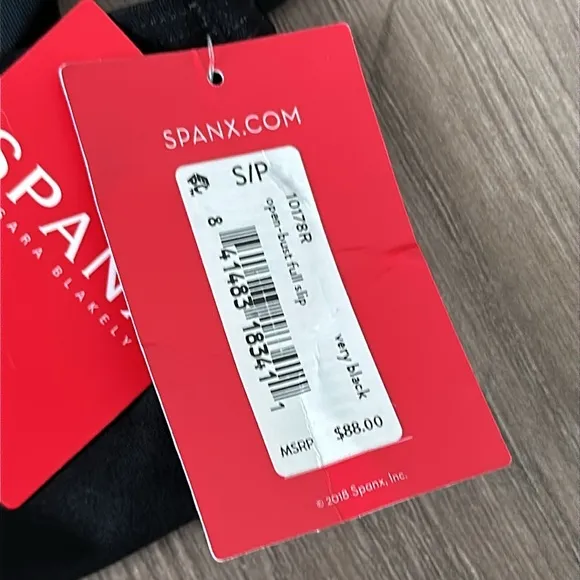 SPANX
SARA BLAKELY
SPANX.COM
S/P
10178R
open-bust full slip
very black
8 41483 18341 1
MSRP $88.00
© 2018 Spanx, Inc.